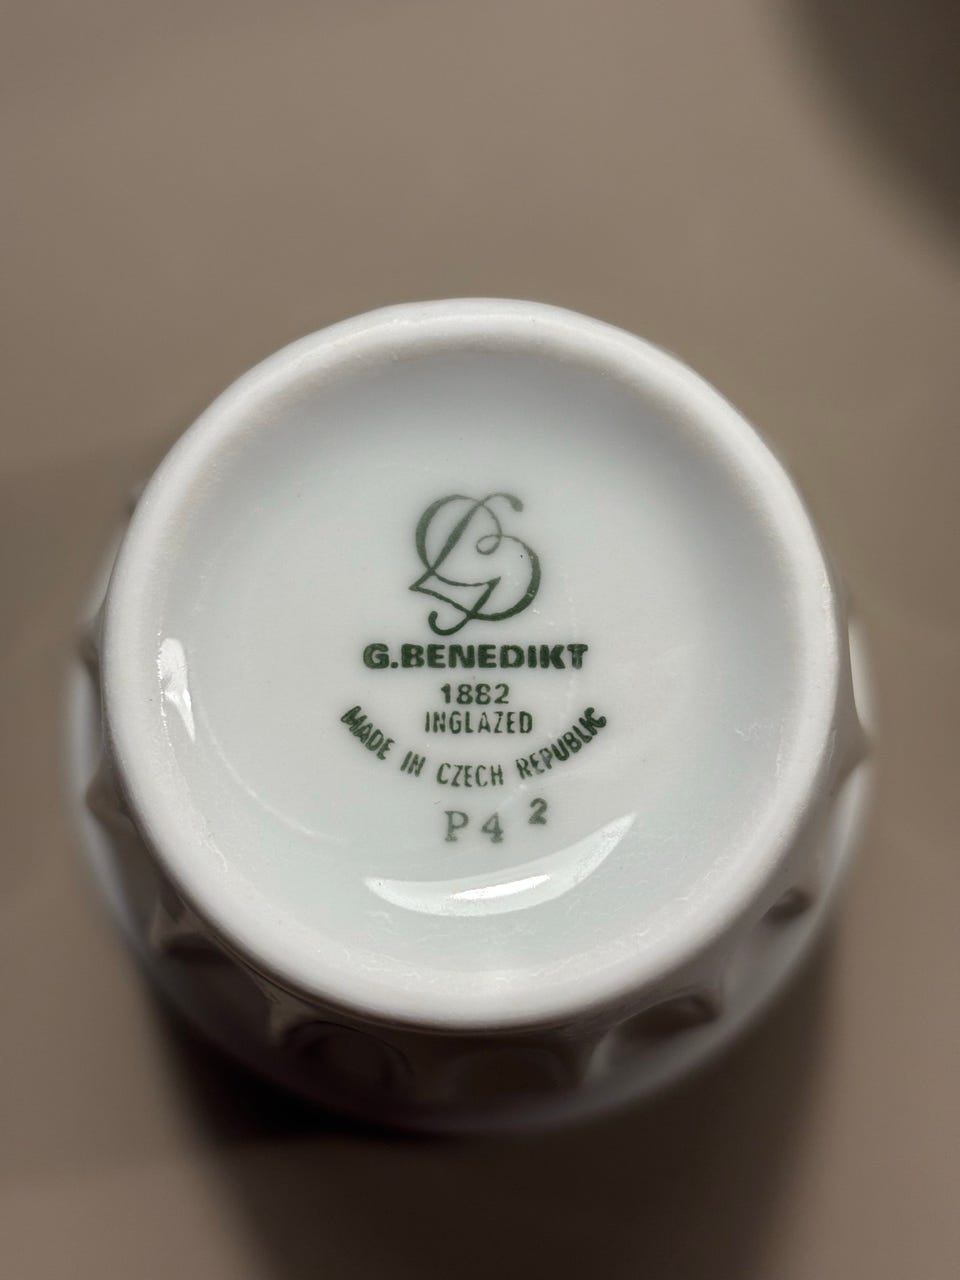 G.BENEDIKT
1882
INGLAZED
MADE IN CZECH REPUBLIC
P4 2